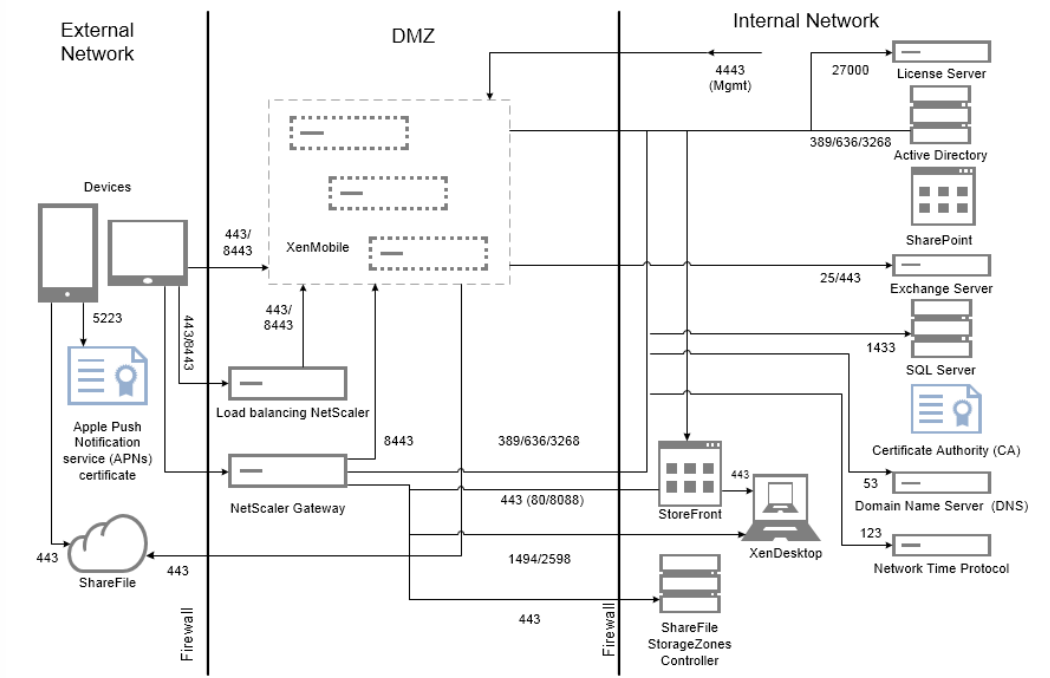 External
Network
DMZ
Internal Network
4443
(Mgmt)
27000
License Server
389/636/3268
Active Directory
Devices
SharePoint
443/
8443
XenMobile
25/443
Exchange Server
5223
443/8443
443/
8443
1433
SQL Server
Load balancing NetScaler
Apple Push
Notification
service (APNs)
certificate
8443
389/636/3268
Certificate Authority (CA)
443
53
NetScaler Gateway
443 (80/8088)
StoreFront
Domain Name Server (DNS)
123
XenDesktop
443
443
ShareFile
1494/2598
Network Time Protocol
443
Firewall
Firewall
ShareFile
StorageZones
Controller